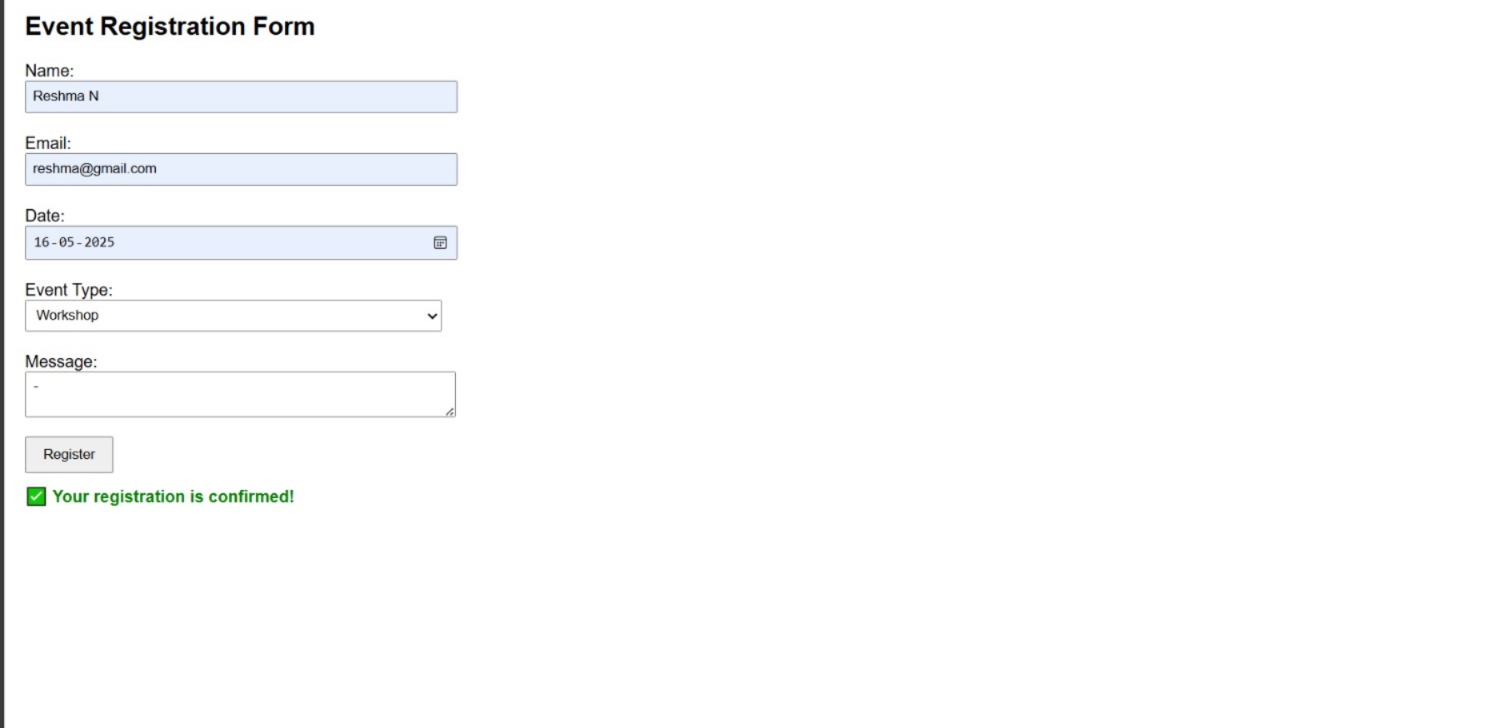 Event Registration Form
Name:
Reshma N
Email:
reshma@gmail.com
Date:
16-05-2025
Event Type:
Workshop
Message:
-
Register
✅ Your registration is confirmed!